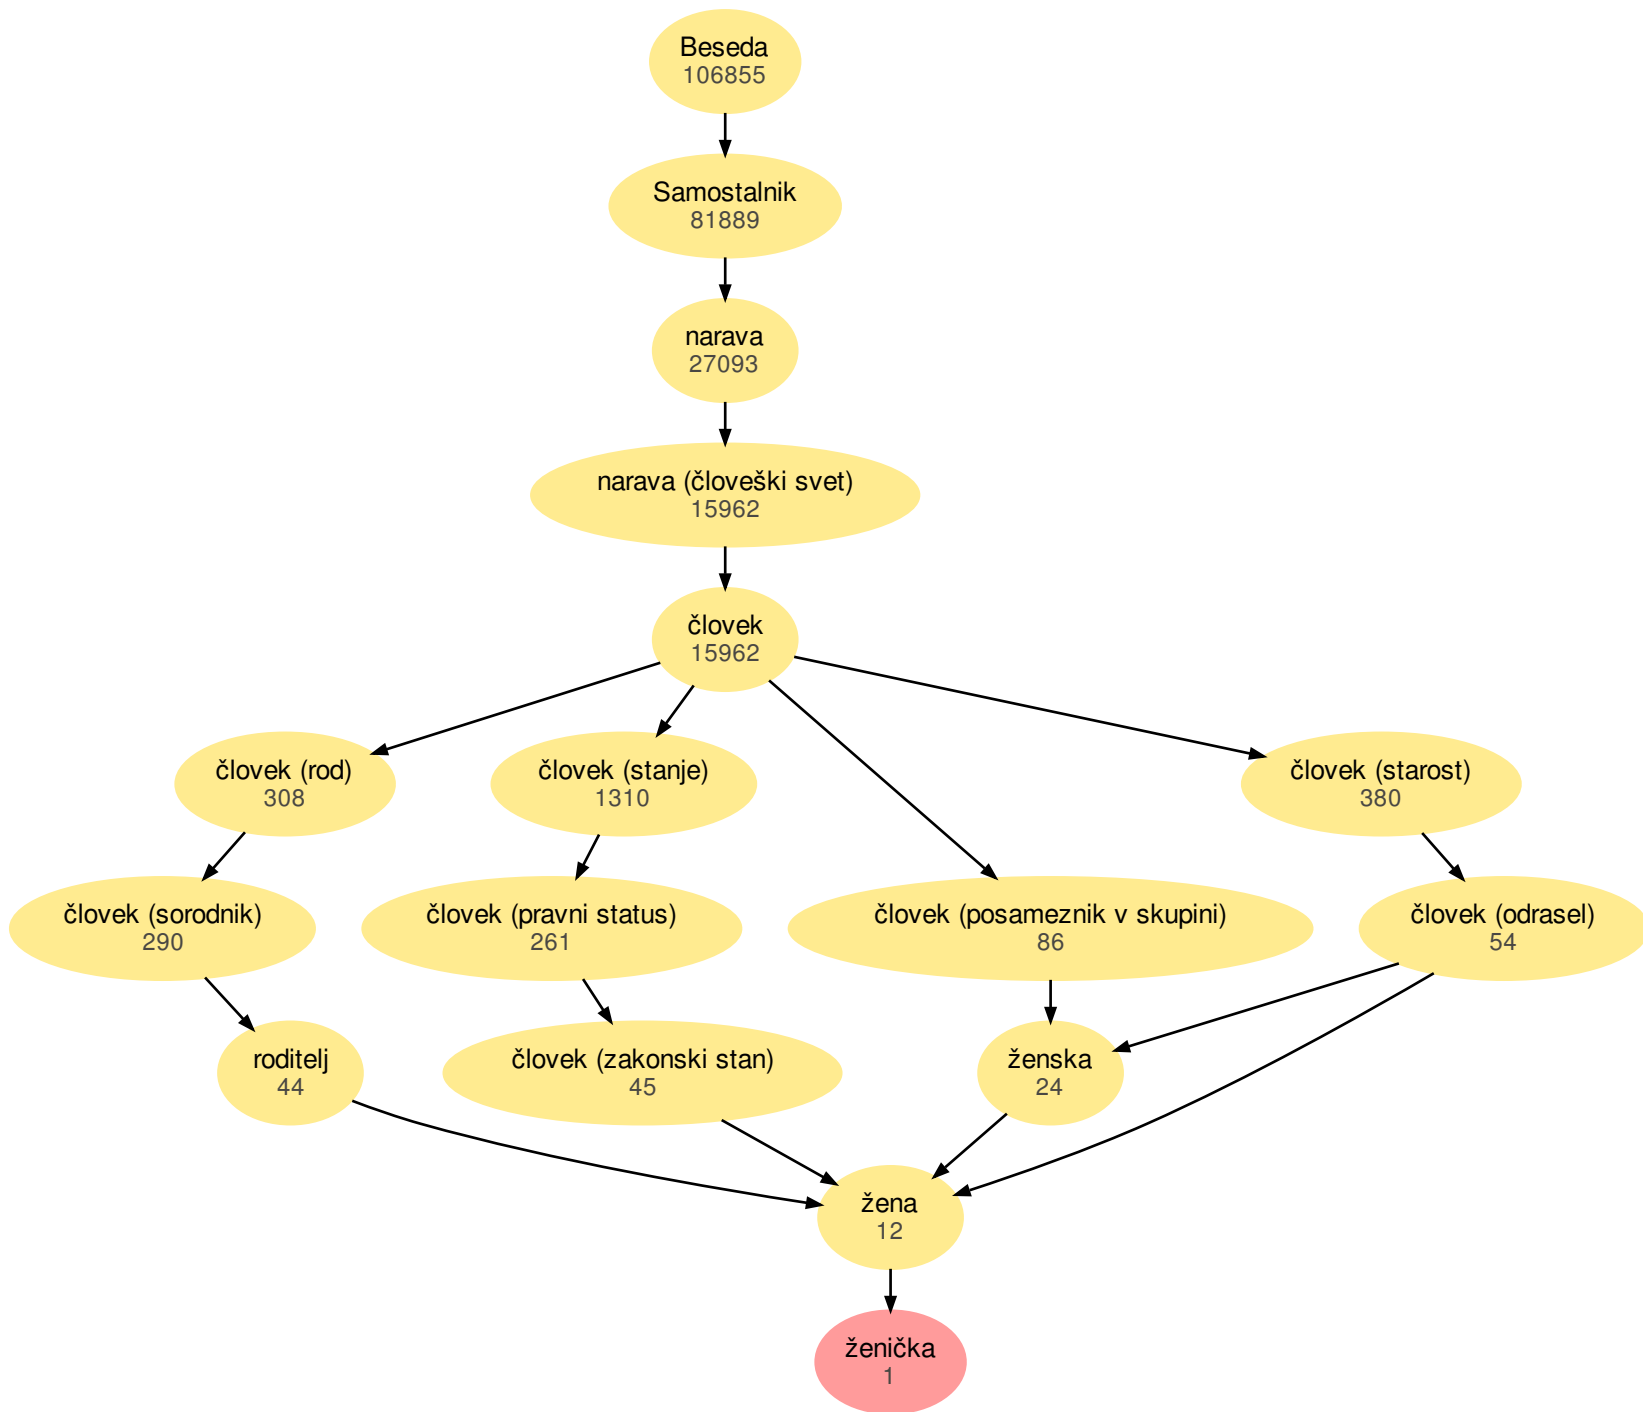 Beseda
106855
Samostalnik
81889
narava
27093
narava (človeški svet)
15962
človek
15962
človek (rod)
308
človek (stanje)
1310
človek (starost)
380
človek (sorodnik)
290
človek (pravni status)
261
človek (posameznik v skupini)
86
človek (odrasel)
54
roditelj
44
človek (zakonski stan)
45
ženska
24
žena
12
ženička
1